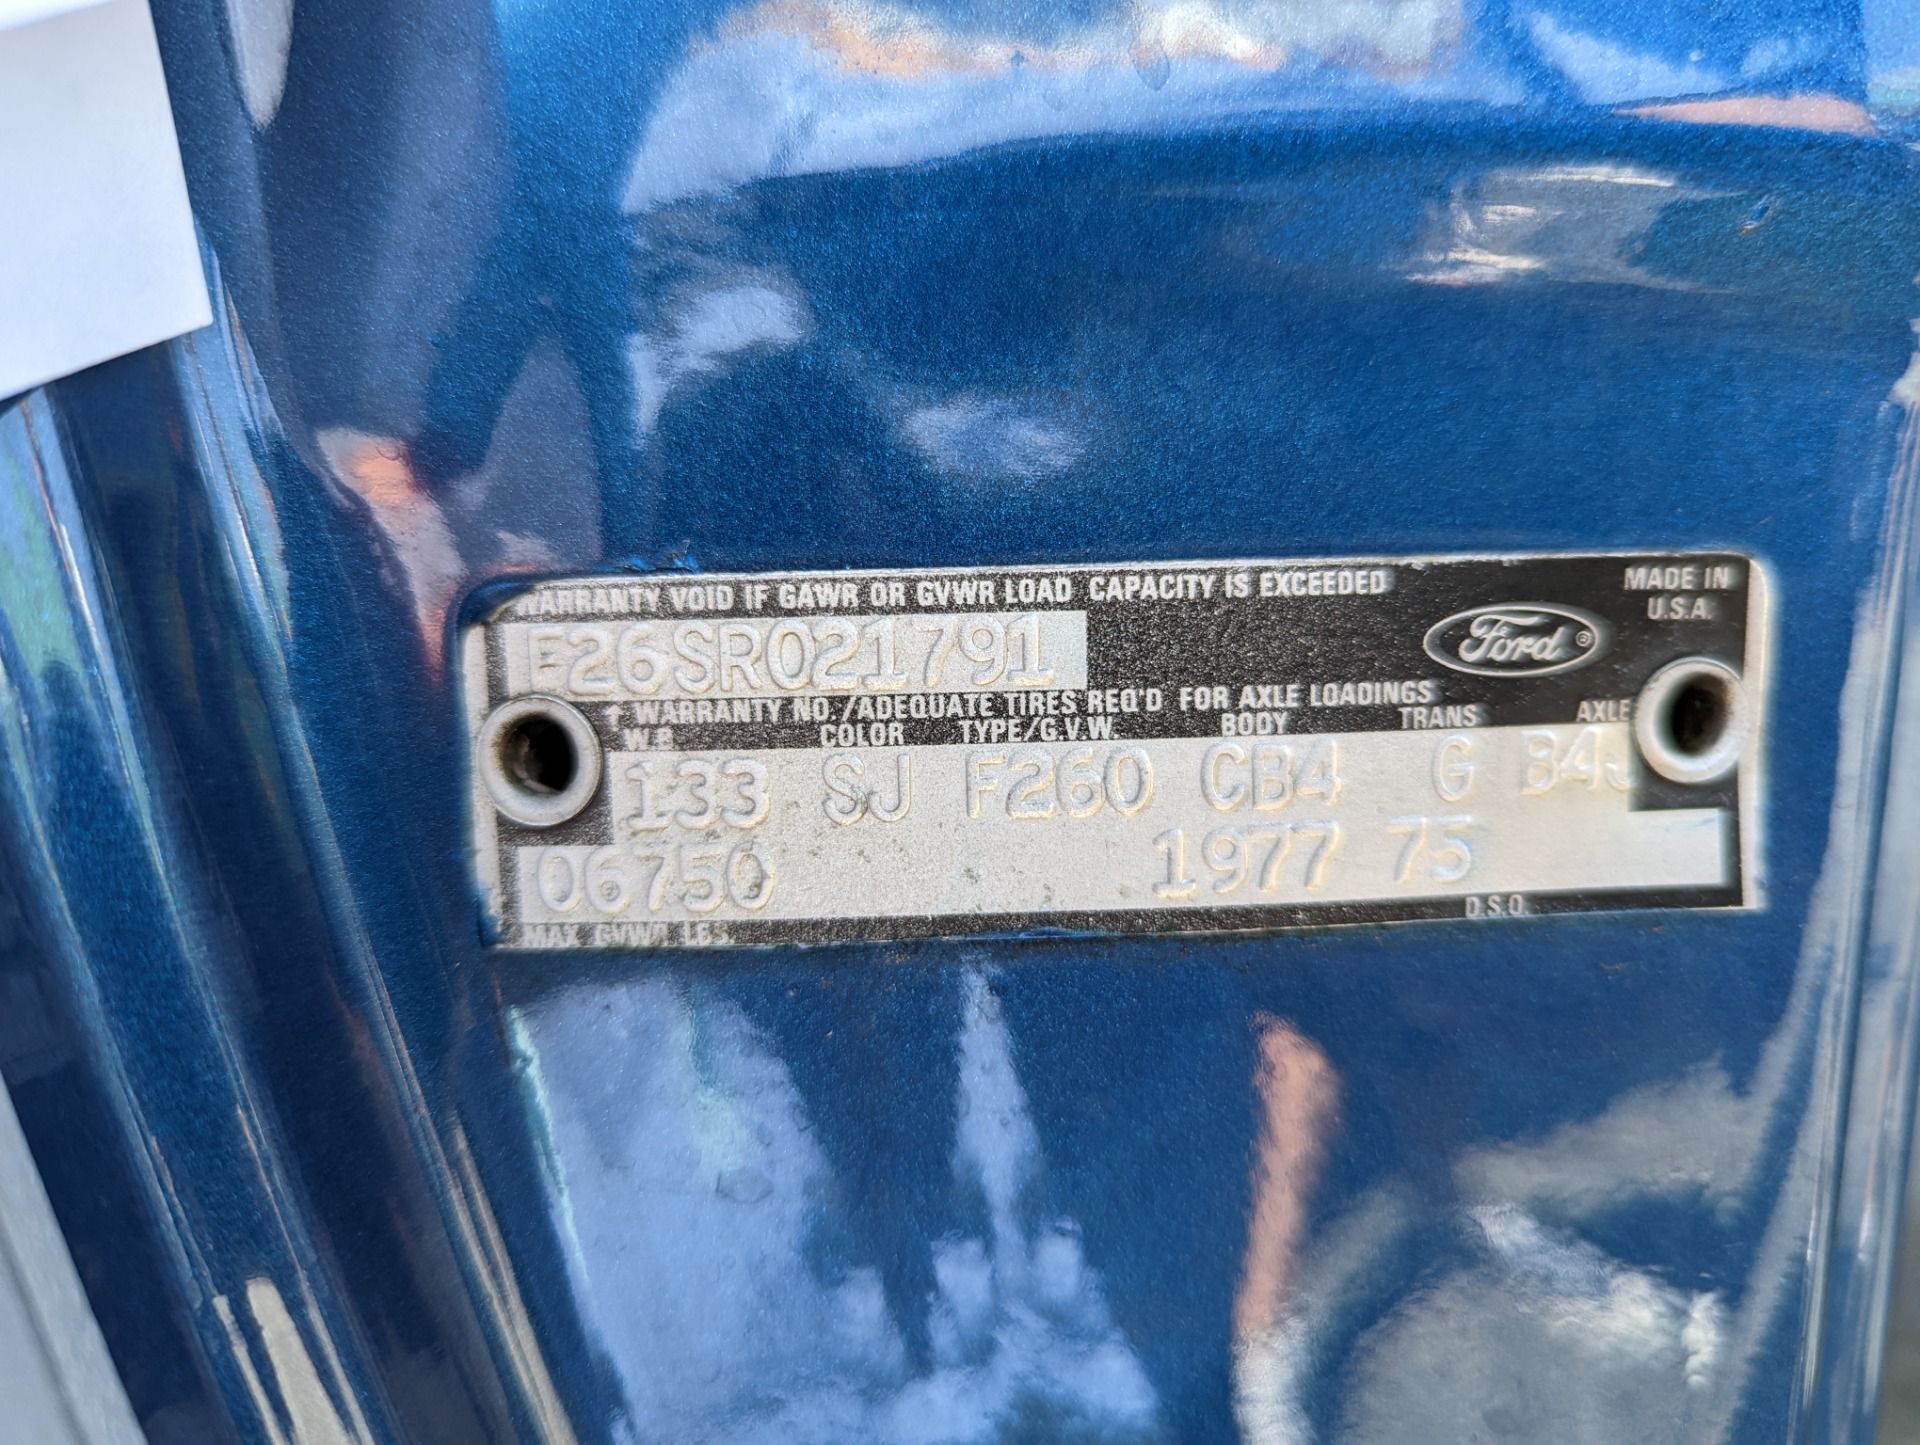 WARRANTY VOID IF GAWR OR GVWR LOAD CAPACITY IS EXCEEDED
MADE IN
U.S.A.
Ford ®
F26SR021791
↑ WARRANTY NO./ADEQUATE TIRES REQ'D FOR AXLE LOADINGS
W.B. COLOR TYPE/G.V.W. BODY TRANS AXLE
133 SJ F260 CB4 G B4J
06750 1977 75
MAX GVWR LBS D.S.O.